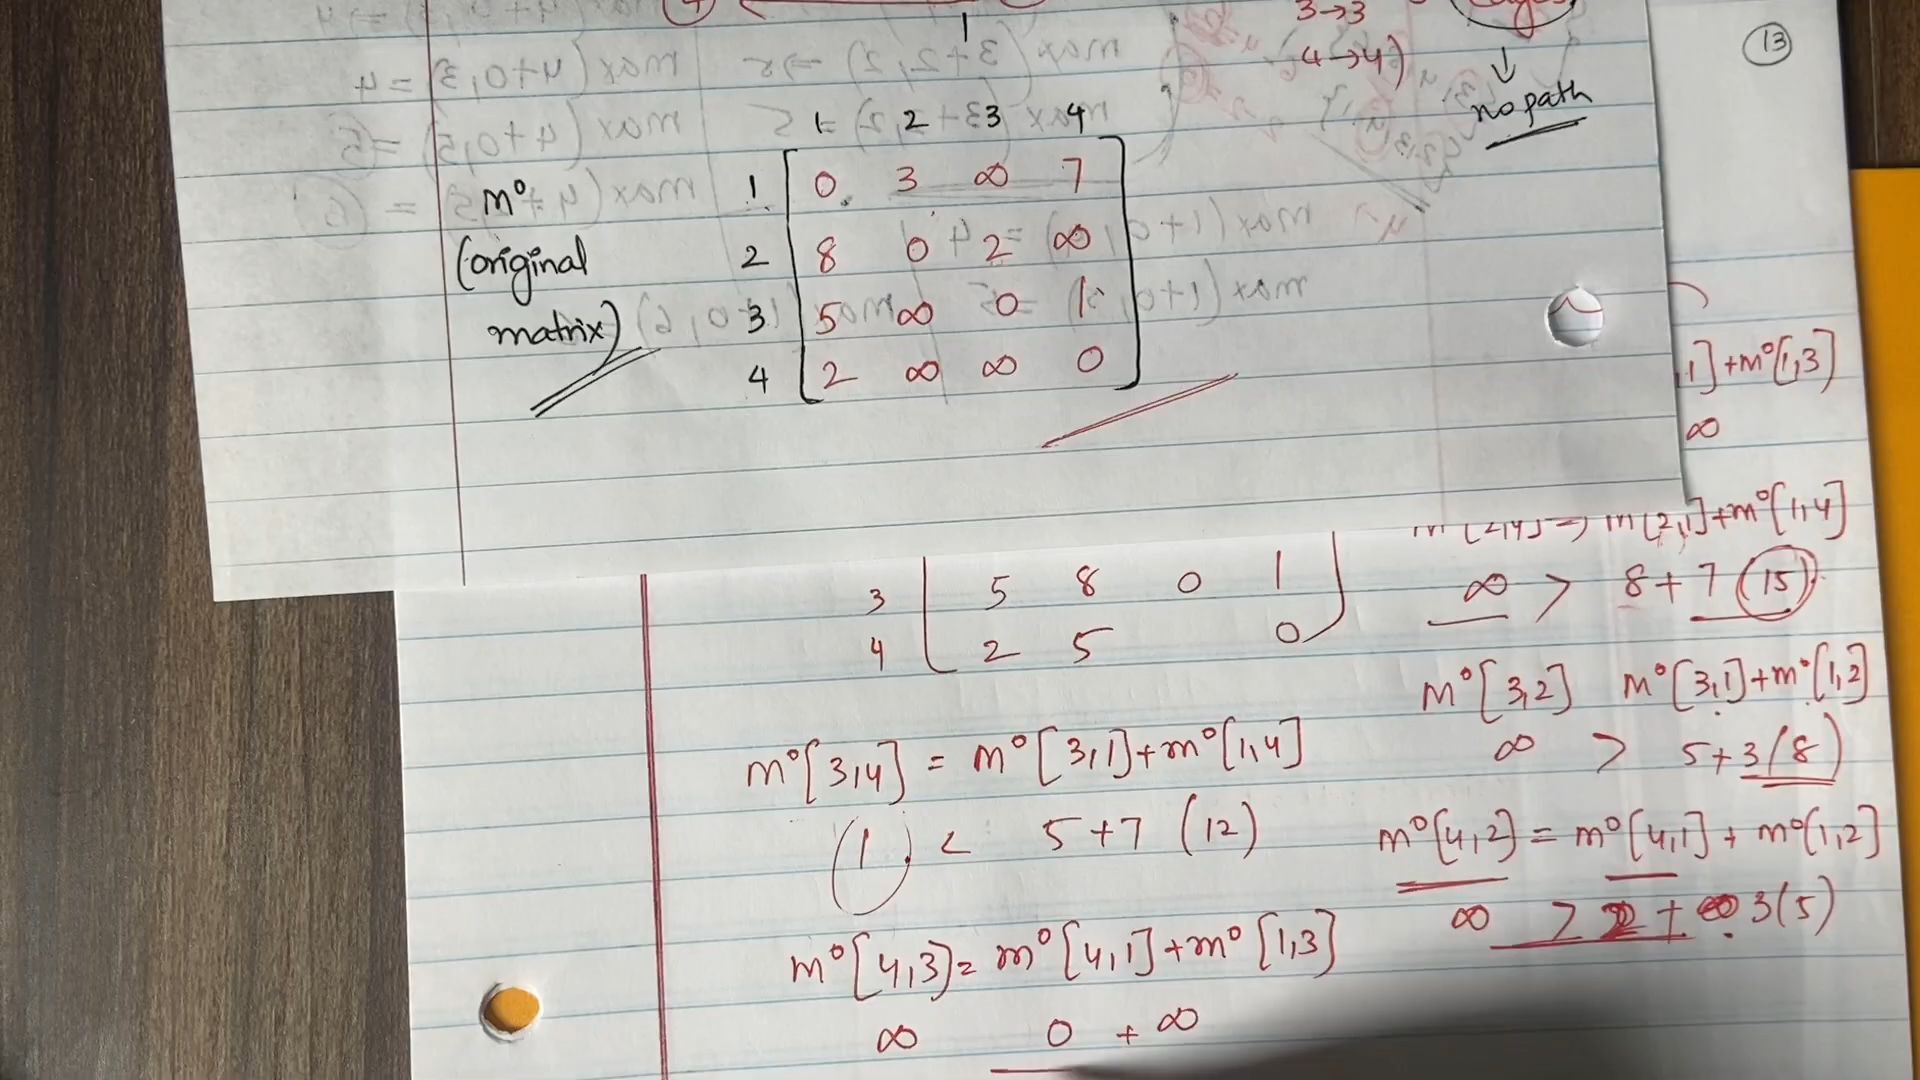 3→3
4→4)
↓
no path
13
1 2 3 4
m⁰ 1 0 3 ∞ 7
(original 2 8 0 2 ∞
matrix) 3 5 ∞ 0 1
4 2 ∞ ∞ 0
1]+m⁰[1,3)
∞
1]+m⁰[1,4]
3 5 8 0 1
4 2 5 0
∞ > 8+7 (15)
m⁰[3,2] m⁰[3,1]+m⁰[1,2]
∞ > 5+3(8)
m⁰[3,4] = m⁰[3,1]+m⁰[1,4]
(1) < 5+7 (12)
m⁰[4,2] = m⁰[4,1] + m⁰[1,2]
∞ > 2 + 3(5)
m⁰[4,3] = m⁰[4,1]+m⁰[1,3]
∞ 0 + ∞